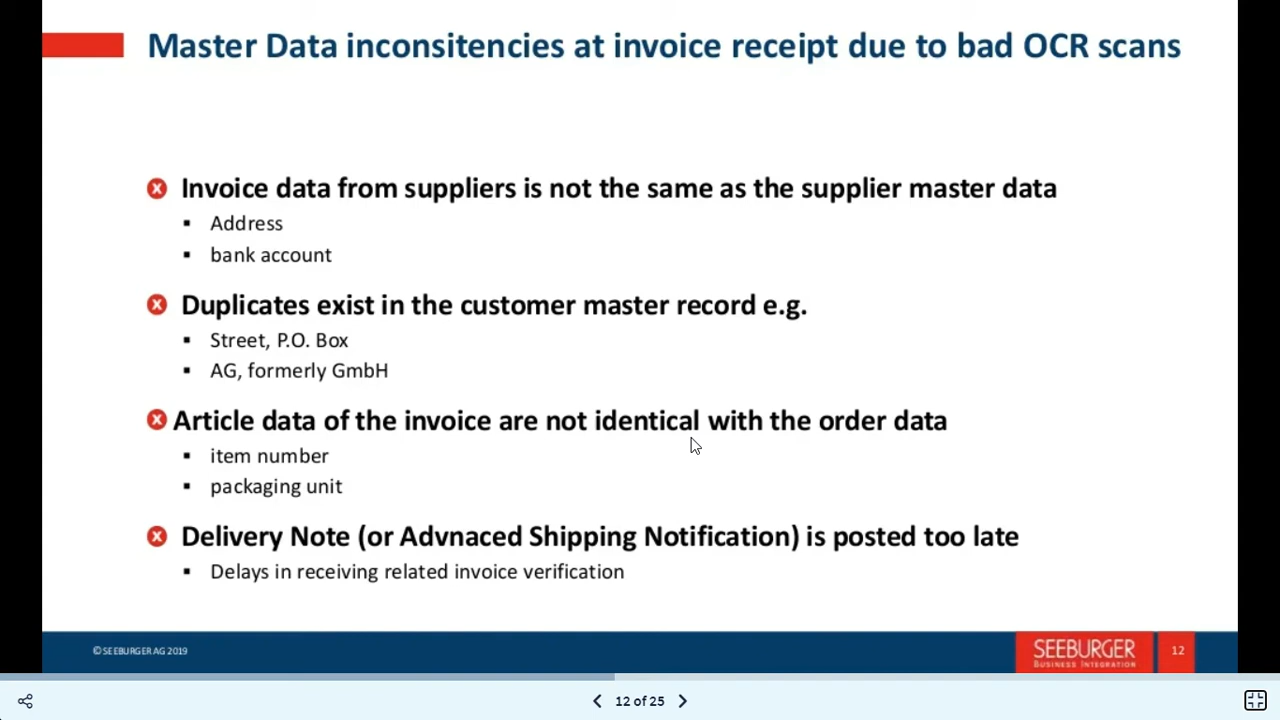 Master Data inconsitencies at invoice receipt due to bad OCR scans
Invoice data from suppliers is not the same as the supplier master data
▪ Address
▪ bank account
Duplicates exist in the customer master record e.g.
▪ Street, P.O. Box
▪ AG, formerly GmbH
Article data of the invoice are not identical with the order data
▪ item number
▪ packaging unit
Delivery Note (or Advnaced Shipping Notification) is posted too late
▪ Delays in receiving related invoice verification
© SEEBURGER AG 2019
SEEBURGER
BUSINESS INTEGRATION
12
12 of 25